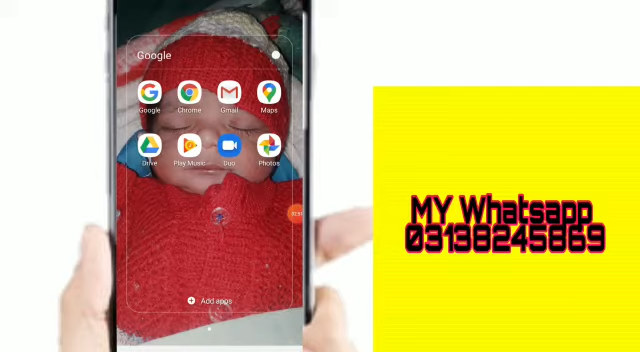 Google
Google Chrome Gmail Maps
Drive Play Music Duo Photos
Add apps
MY Whatsapp
03138245869